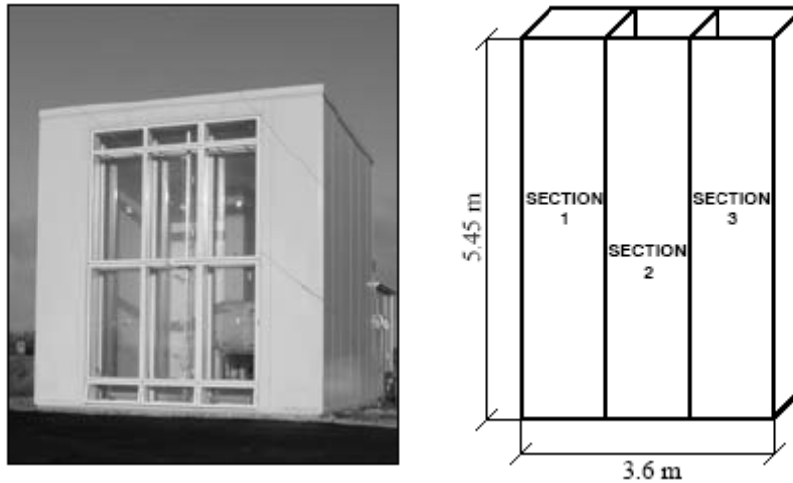 SECTION
1
SECTION
2
SECTION
3
5.45 m
3.6 m